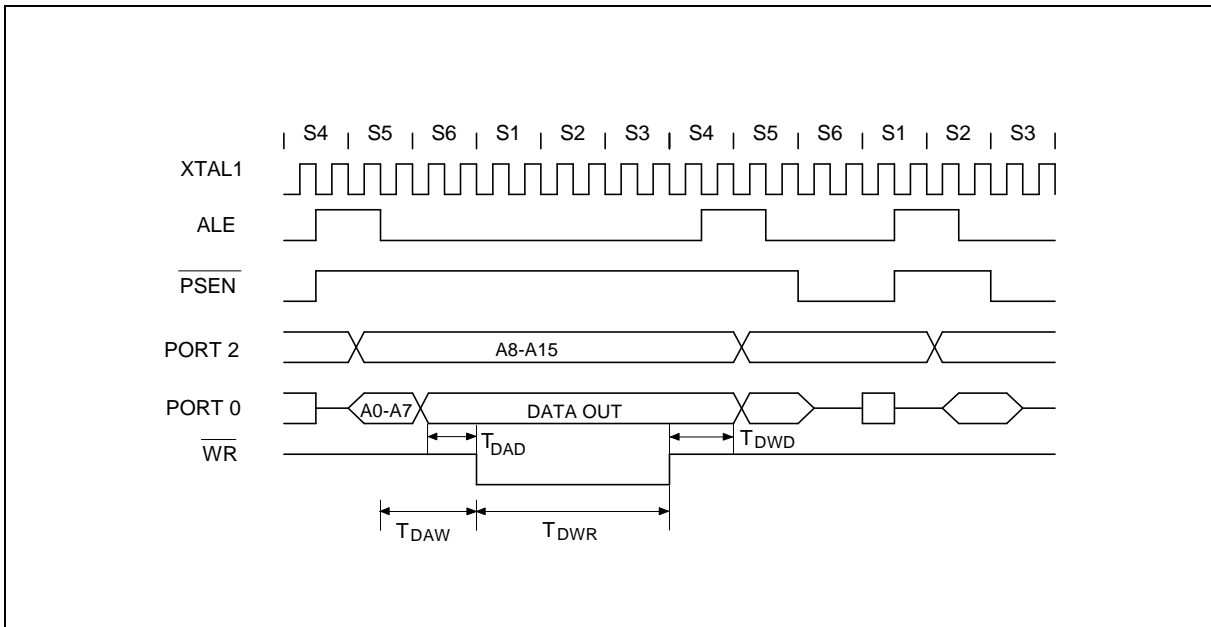 S4 S5 S6 S1 S2 S3 S4 S5 S6 S1 S2 S3
XTAL1
ALE
PSEN
PORT 2 A8-A15
PORT 0 A0-A7 DATA OUT
WR TDAD TDWD
TDAW TDWR